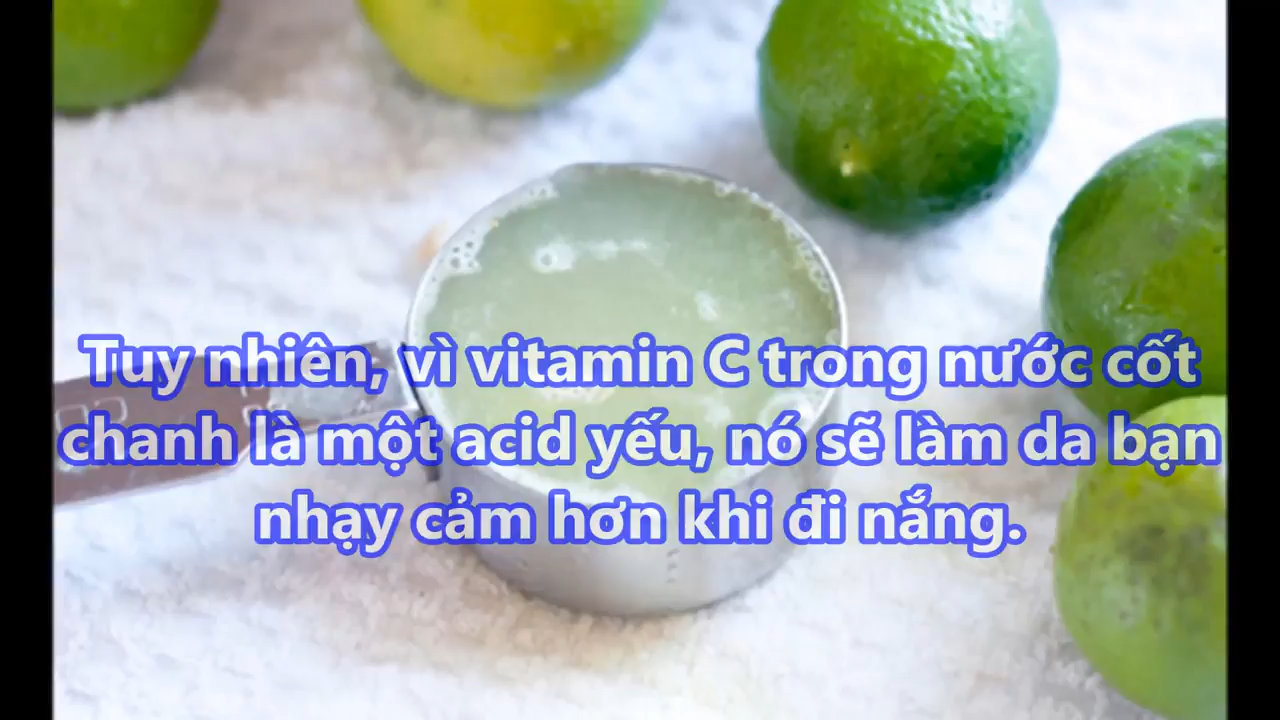 Tuy nhiên, vì vitamin C trong nước cốt
chanh là một acid yếu, nó sẽ làm da bạn
nhạy cảm hơn khi đi nắng.